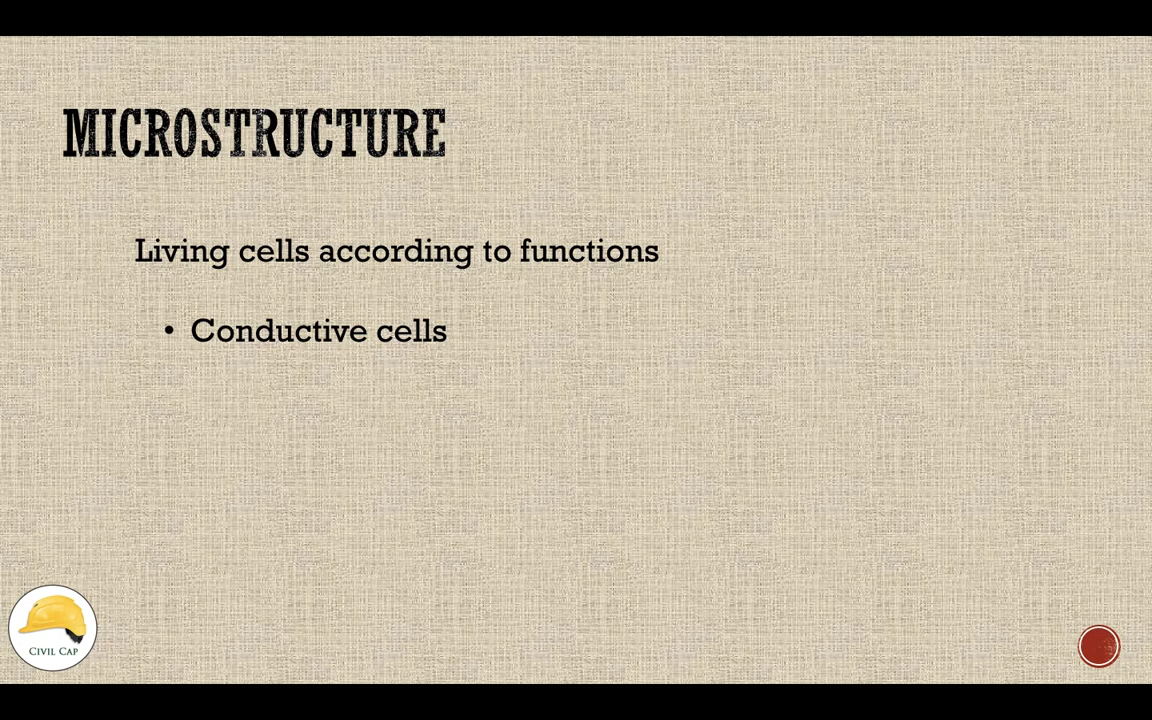 MICROSTRUCTURE
Living cells according to functions
• Conductive cells
CIVIL CAP